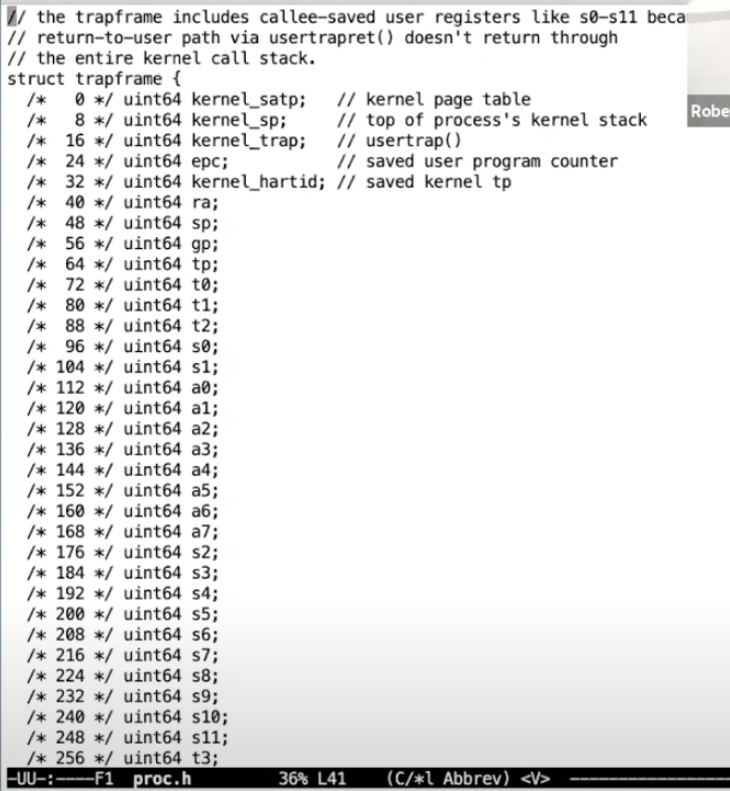 // the trapframe includes callee-saved user registers like s0-s11 beca
// return-to-user path via usertrapret() doesn't return through
// the entire kernel call stack.
struct trapframe {
  /*   0 */ uint64 kernel_satp;   // kernel page table
  /*   8 */ uint64 kernel_sp;     // top of process's kernel stack
  /*  16 */ uint64 kernel_trap;   // usertrap()
  /*  24 */ uint64 epc;           // saved user program counter
  /*  32 */ uint64 kernel_hartid; // saved kernel tp
  /*  40 */ uint64 ra;
  /*  48 */ uint64 sp;
  /*  56 */ uint64 gp;
  /*  64 */ uint64 tp;
  /*  72 */ uint64 t0;
  /*  80 */ uint64 t1;
  /*  88 */ uint64 t2;
  /*  96 */ uint64 s0;
  /* 104 */ uint64 s1;
  /* 112 */ uint64 a0;
  /* 120 */ uint64 a1;
  /* 128 */ uint64 a2;
  /* 136 */ uint64 a3;
  /* 144 */ uint64 a4;
  /* 152 */ uint64 a5;
  /* 160 */ uint64 a6;
  /* 168 */ uint64 a7;
  /* 176 */ uint64 s2;
  /* 184 */ uint64 s3;
  /* 192 */ uint64 s4;
  /* 200 */ uint64 s5;
  /* 208 */ uint64 s6;
  /* 216 */ uint64 s7;
  /* 224 */ uint64 s8;
  /* 232 */ uint64 s9;
  /* 240 */ uint64 s10;
  /* 248 */ uint64 s11;
  /* 256 */ uint64 t3;
-UU-:----F1  proc.h         36% L41    (C/*l Abbrev) <V>  ----------------
Robe